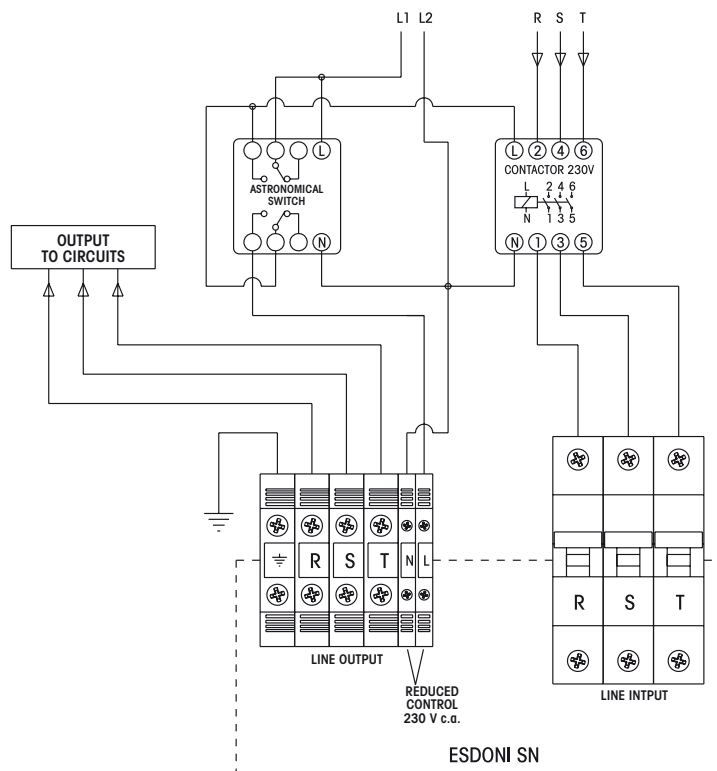 L1 L2
R S T
L
L 2 4 6
CONTACTOR 230V
L 2 4 6
N 1 3 5
ASTRONOMICAL
SWITCH
N
N 1 3 5
OUTPUT
TO CIRCUITS
R S T N L
R S T
LINE OUTPUT
LINE INTPUT
REDUCED
CONTROL
230 V c.a.
ESDONI SN